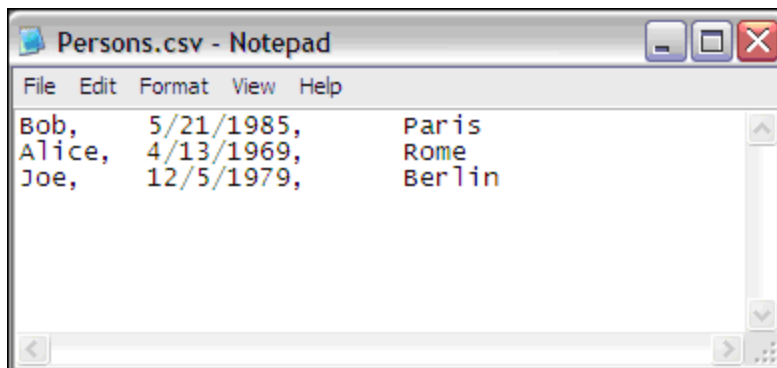 Persons.csv - Notepad
File Edit Format View Help
Bob, 5/21/1985, Paris
Alice, 4/13/1969, Rome
Joe, 12/5/1979, Berlin